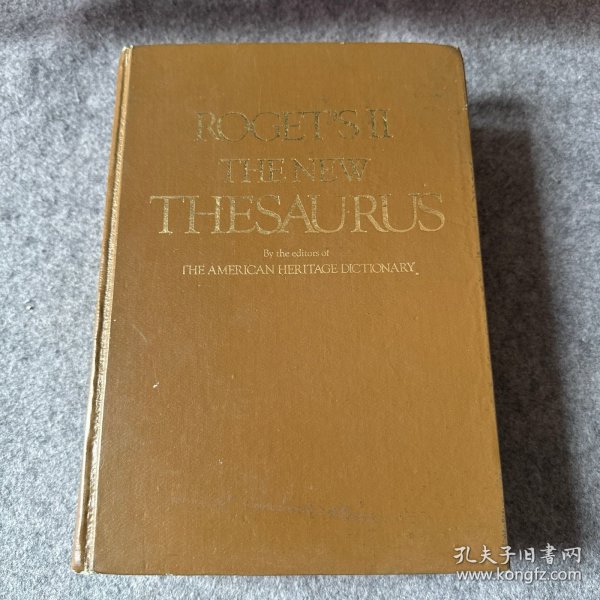 ROGET'S II
THE NEW
THESAURUS
By the editors of
THE AMERICAN HERITAGE DICTIONARY
孔夫子旧书网
www.kongfz.com